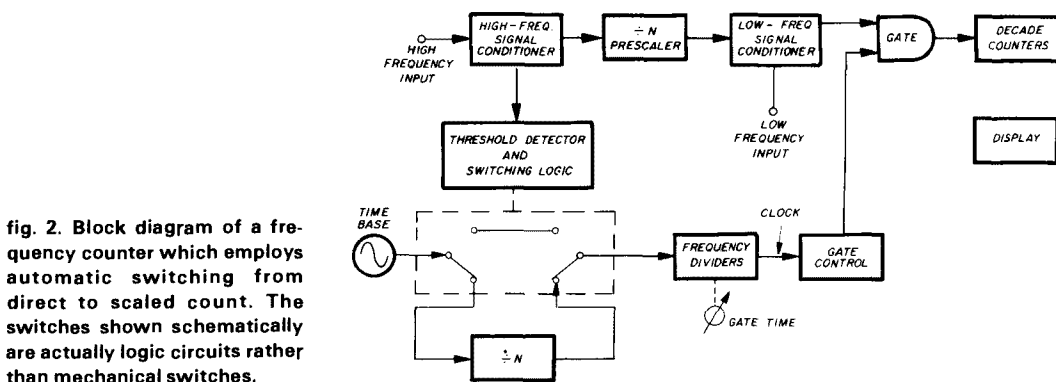 HIGH-FREQ.
SIGNAL
CONDITIONER
÷ N
PRESCALER
LOW-FREQ
SIGNAL
CONDITIONER
GATE
DECADE
COUNTERS
HIGH
FREQUENCY
INPUT
LOW
FREQUENCY
INPUT
DISPLAY
THRESHOLD DETECTOR
AND
SWITCHING LOGIC
TIME
BASE
CLOCK
FREQUENCY
DIVIDERS
GATE
CONTROL
GATE TIME
÷ N
fig. 2. Block diagram of a fre-
quency counter which employs
automatic switching from
direct to scaled count. The
switches shown schematically
are actually logic circuits rather
than mechanical switches.